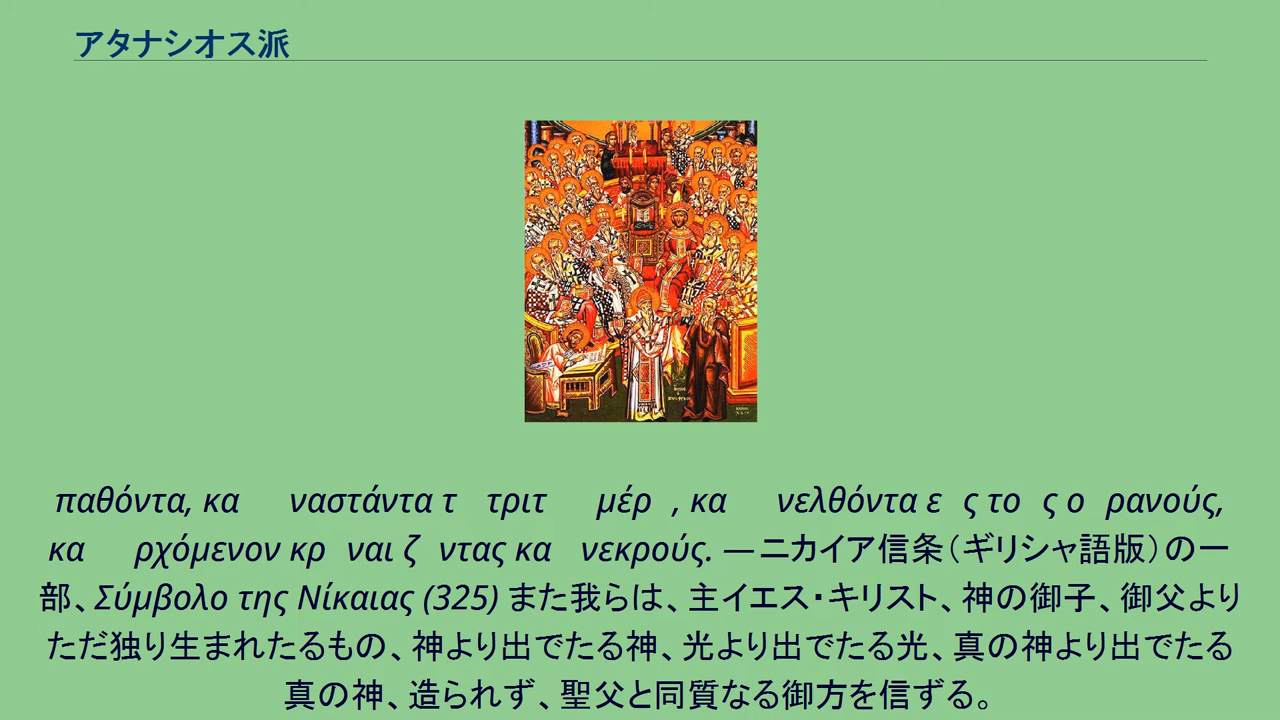 アタナシオス派
παθόντα, κα ναστάντα τ τριτ μέρ , κα νελθόντα ε ς το ς ο ρανούς,
κα ρχόμενον κρ ναι ζ ντας κα νεκρούς. —ニカイア信条(ギリシャ語版)の一
部、Σύμβολο της Νίκαιας (325) また我らは、主イエス・キリスト、神の御子、御父より
ただ独り生まれたるもの、神より出でたる神、光より出でたる光、真の神より出でたる
真の神、造られず、聖父と同質なる御方を信ずる。